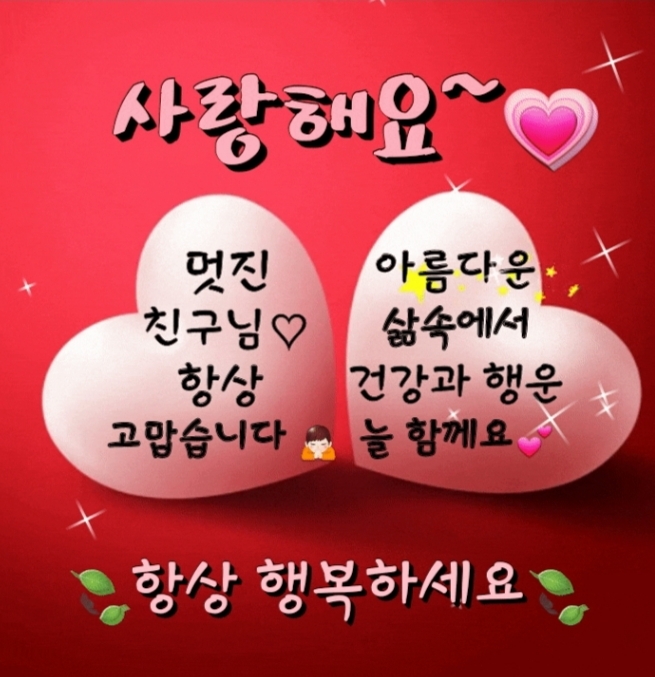 사랑해요~💗
멋진
친구님♡
항상
고맙습니다 🙏
아름다운
삶속에서
건강과 행운
늘 함께요💕
항상 행복하세요